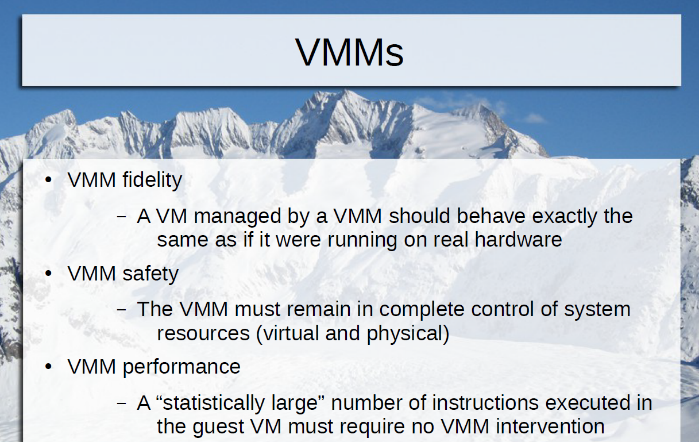 VMMs
• VMM fidelity
– A VM managed by a VMM should behave exactly the
same as if it were running on real hardware
• VMM safety
– The VMM must remain in complete control of system
resources (virtual and physical)
• VMM performance
– A “statistically large” number of instructions executed in
the guest VM must require no VMM intervention